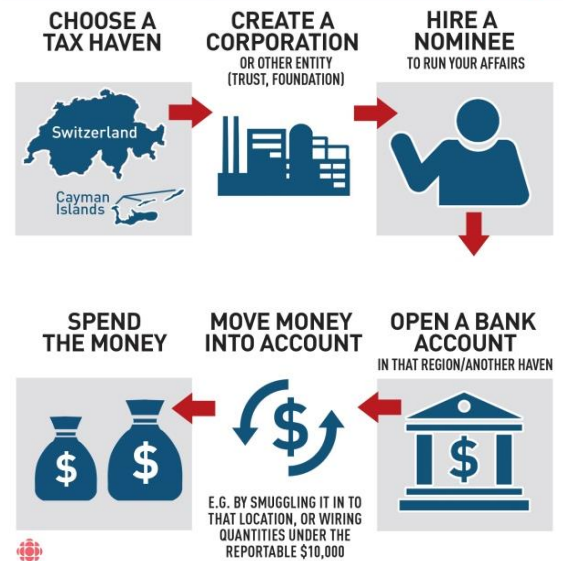 CHOOSE A
TAX HAVEN
CREATE A
CORPORATION
OR OTHER ENTITY
(TRUST, FOUNDATION)
HIRE A
NOMINEE
TO RUN YOUR AFFAIRS
Switzerland
Cayman
Islands
OPEN A BANK
ACCOUNT
IN THAT REGION/ANOTHER HAVEN
$
MOVE MONEY
INTO ACCOUNT
$
E.G. BY SMUGGLING IT IN TO
THAT LOCATION, OR WIRING
QUANTITIES UNDER THE
REPORTABLE $10,000
SPEND
THE MONEY
$ $